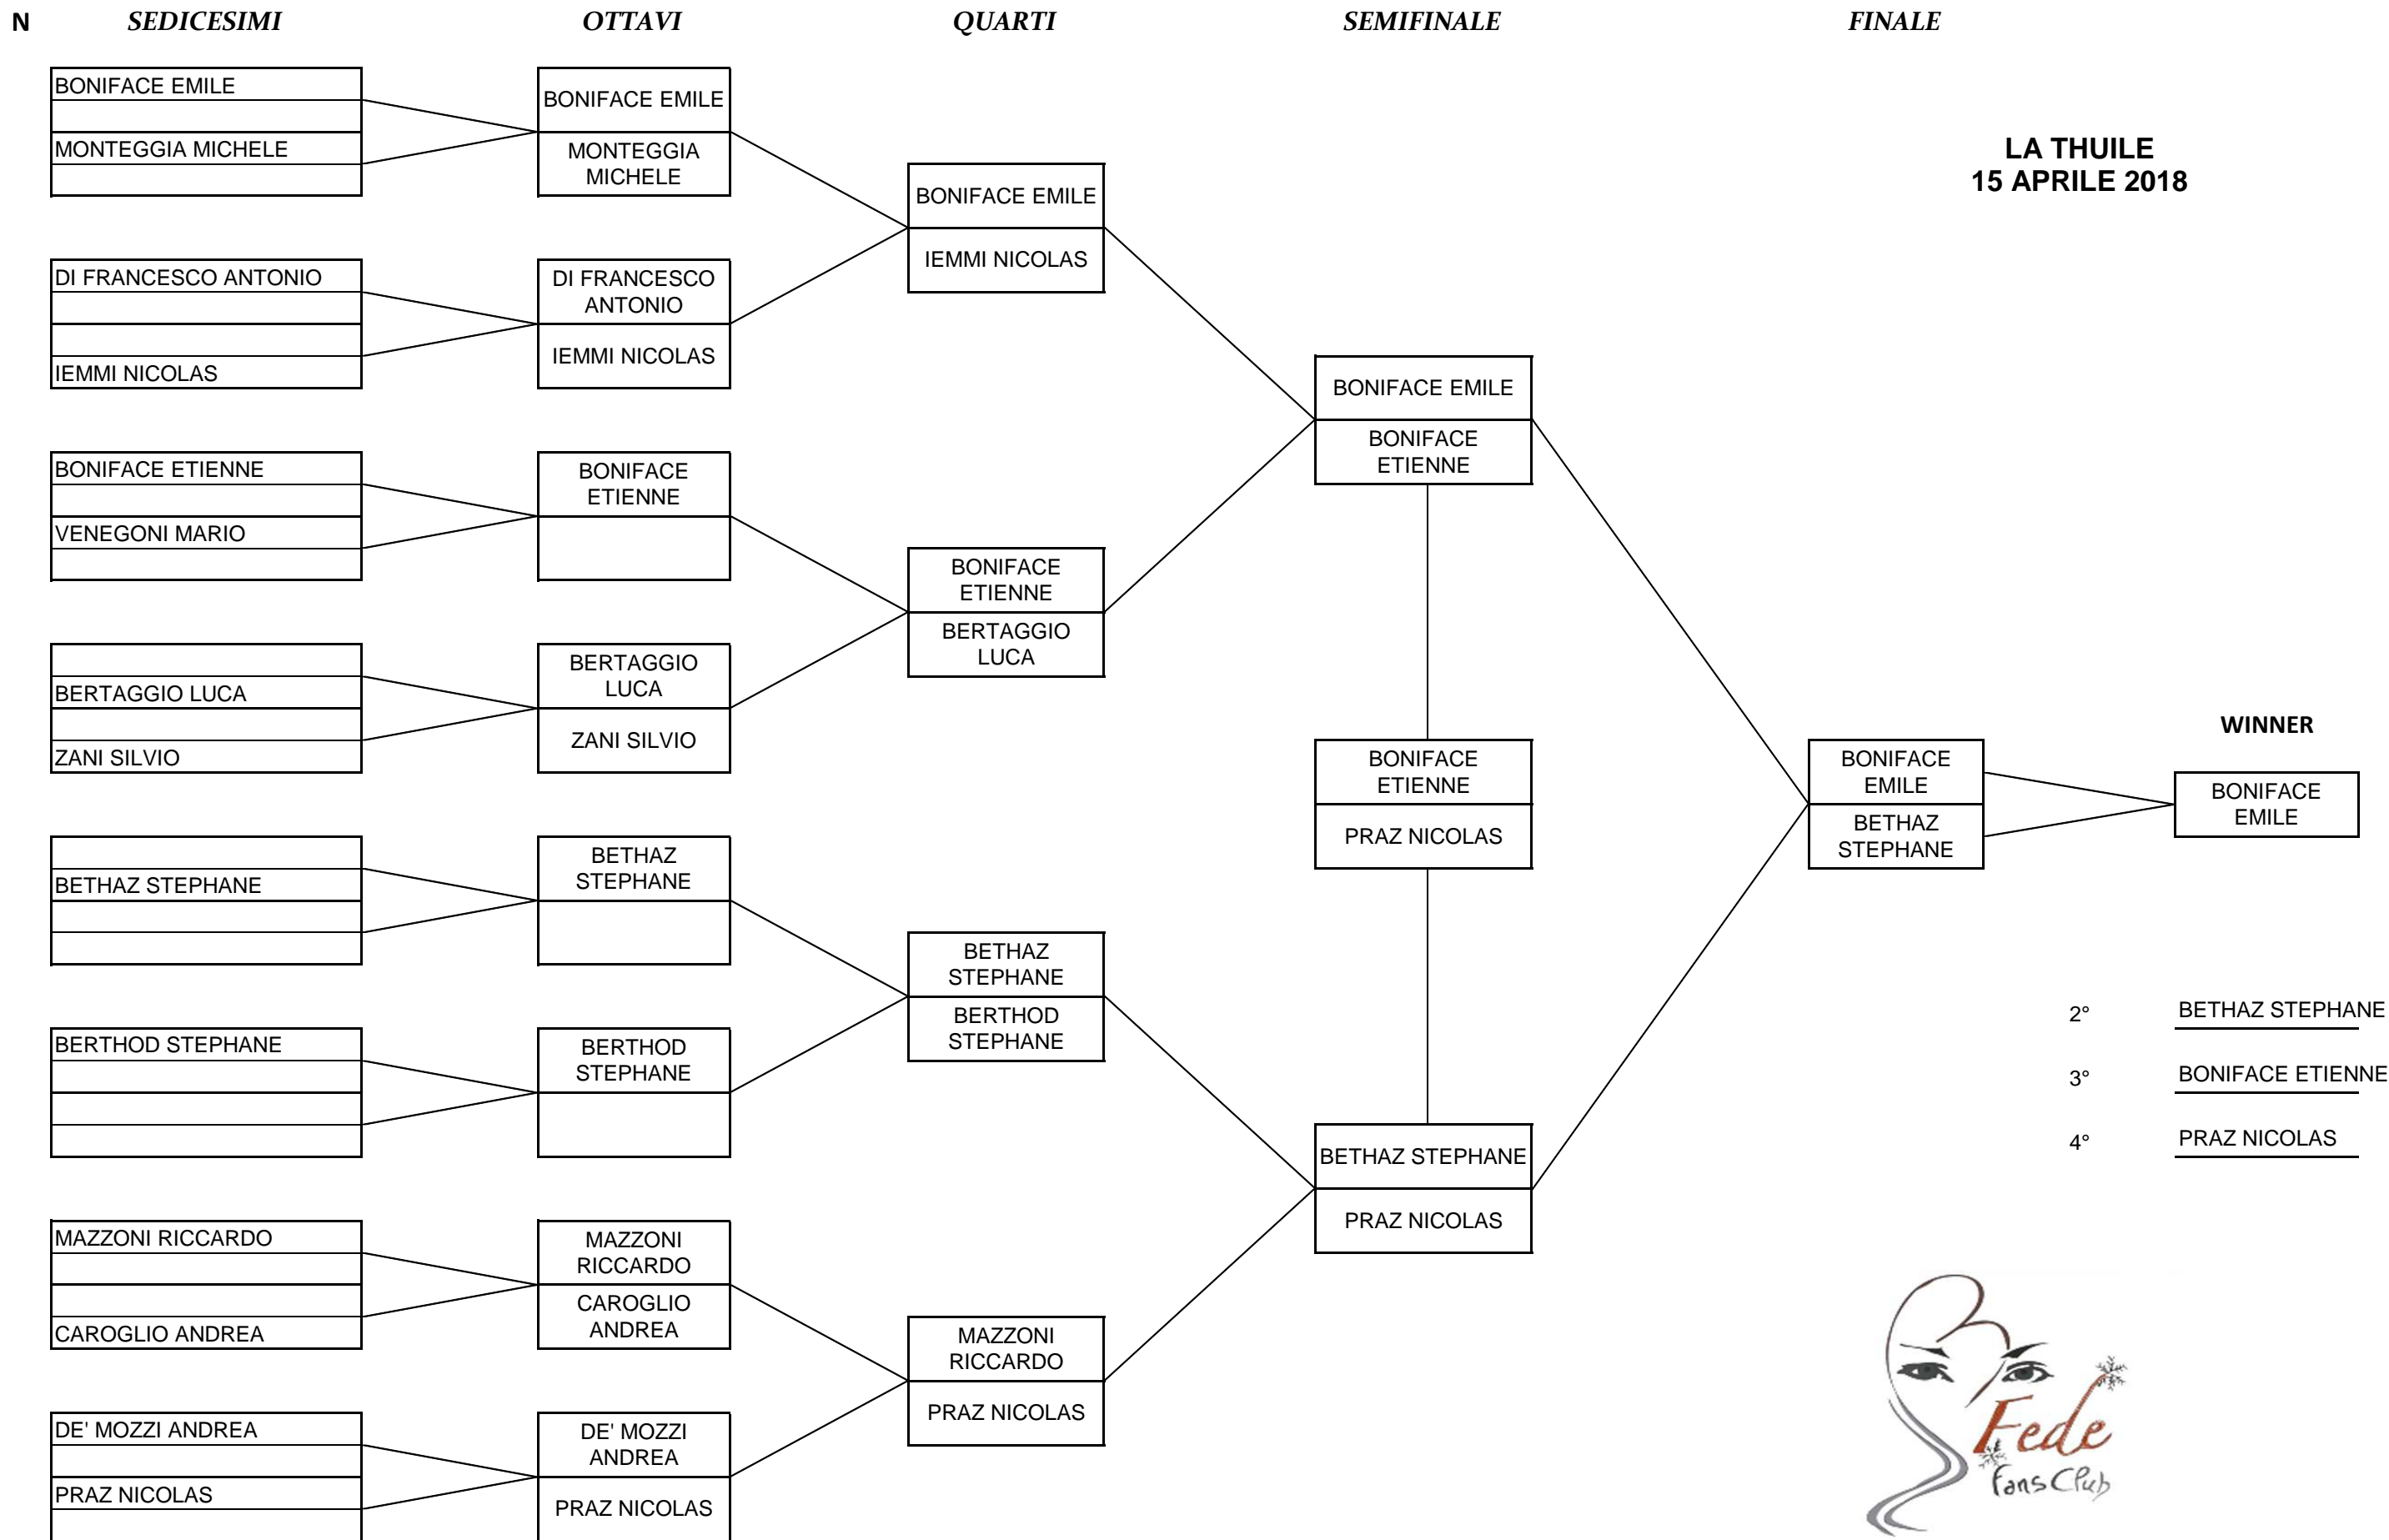 N
SEDICESIMI
OTTAVI
QUARTI
SEMIFINALE
FINALE
LA THUILE
15 APRILE 2018
BONIFACE EMILE
MONTEGGIA MICHELE
DI FRANCESCO ANTONIO
IEMMI NICOLAS
BONIFACE ETIENNE
VENEGONI MARIO
BERTAGGIO LUCA
ZANI SILVIO
BETHAZ STEPHANE
BERTHOD STEPHANE
MAZZONI RICCARDO
CAROGLIO ANDREA
DE' MOZZI ANDREA
PRAZ NICOLAS
BONIFACE EMILE
MONTEGGIA
MICHELE
DI FRANCESCO
ANTONIO
IEMMI NICOLAS
BONIFACE
ETIENNE
BERTAGGIO
LUCA
ZANI SILVIO
BETHAZ
STEPHANE
BERTHOD
STEPHANE
MAZZONI
RICCARDO
CAROGLIO
ANDREA
DE' MOZZI
ANDREA
PRAZ NICOLAS
BONIFACE EMILE
IEMMI NICOLAS
BONIFACE
ETIENNE
BERTAGGIO
LUCA
BETHAZ
STEPHANE
BERTHOD
STEPHANE
MAZZONI
RICCARDO
PRAZ NICOLAS
BONIFACE EMILE
BONIFACE
ETIENNE
BONIFACE
ETIENNE
PRAZ NICOLAS
BETHAZ STEPHANE
PRAZ NICOLAS
BONIFACE
EMILE
BETHAZ
STEPHANE
WINNER
BONIFACE
EMILE
2° BETHAZ STEPHANE
3° BONIFACE ETIENNE
4° PRAZ NICOLAS
Fede
fans Club